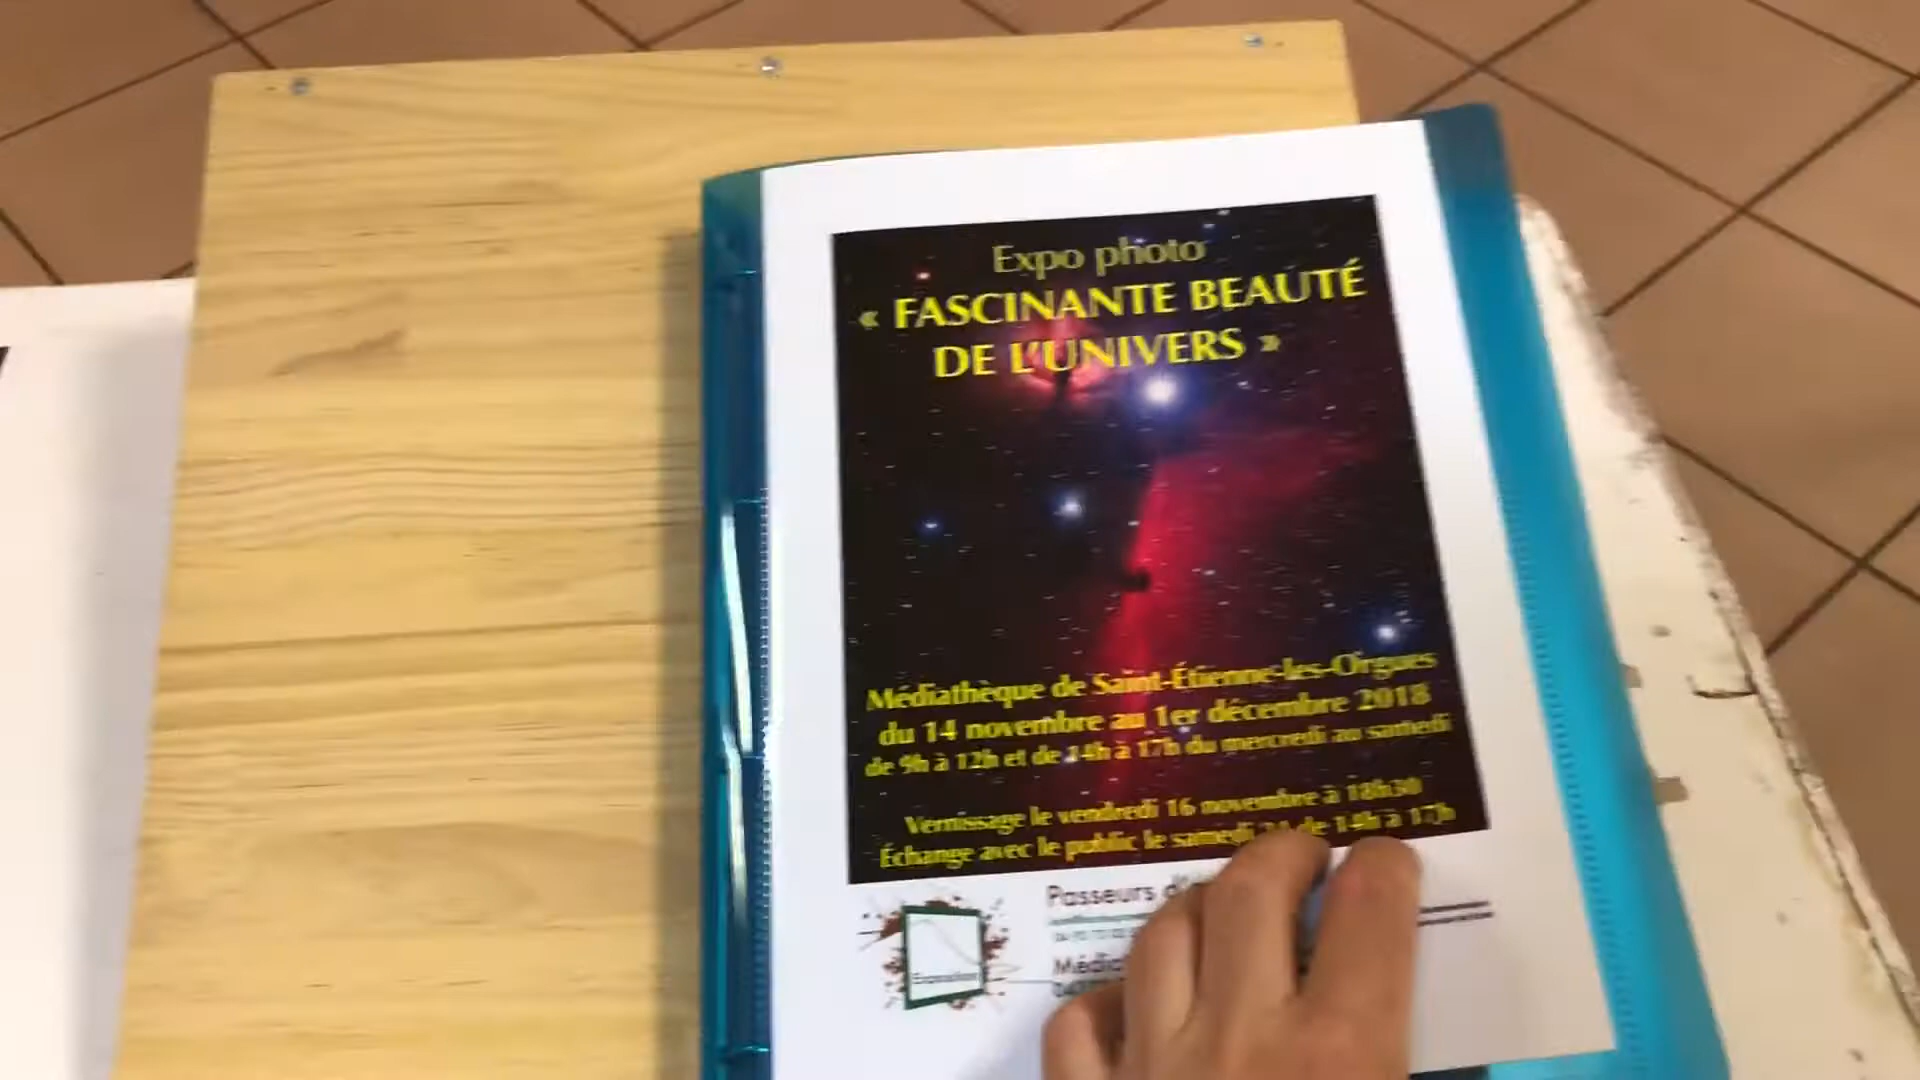 Expo photo
« FASCINANTE BEAUTÉ
DE L'UNIVERS »
Médiathèque de Saint-Étienne-les-Orgues
du 14 novembre au 1er décembre 2018
de 9h à 12h et de 14h à 17h du mercredi au samedi
Vernissage le vendredi 16 novembre à 18h30
Échange avec le public le samedi de 14h à 17h
Passeurs
Exposition